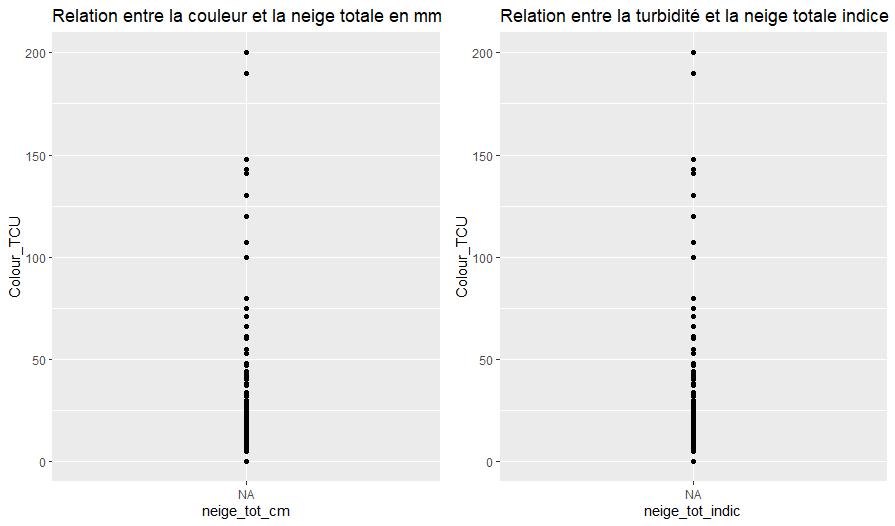 Relation entre la couleur et la neige totale en mm
Colour_TCU
200
150
100
50
0
NA
neige_tot_cm
Relation entre la turbidité et la neige totale indice
Colour_TCU
200
150
100
50
0
NA
neige_tot_indic